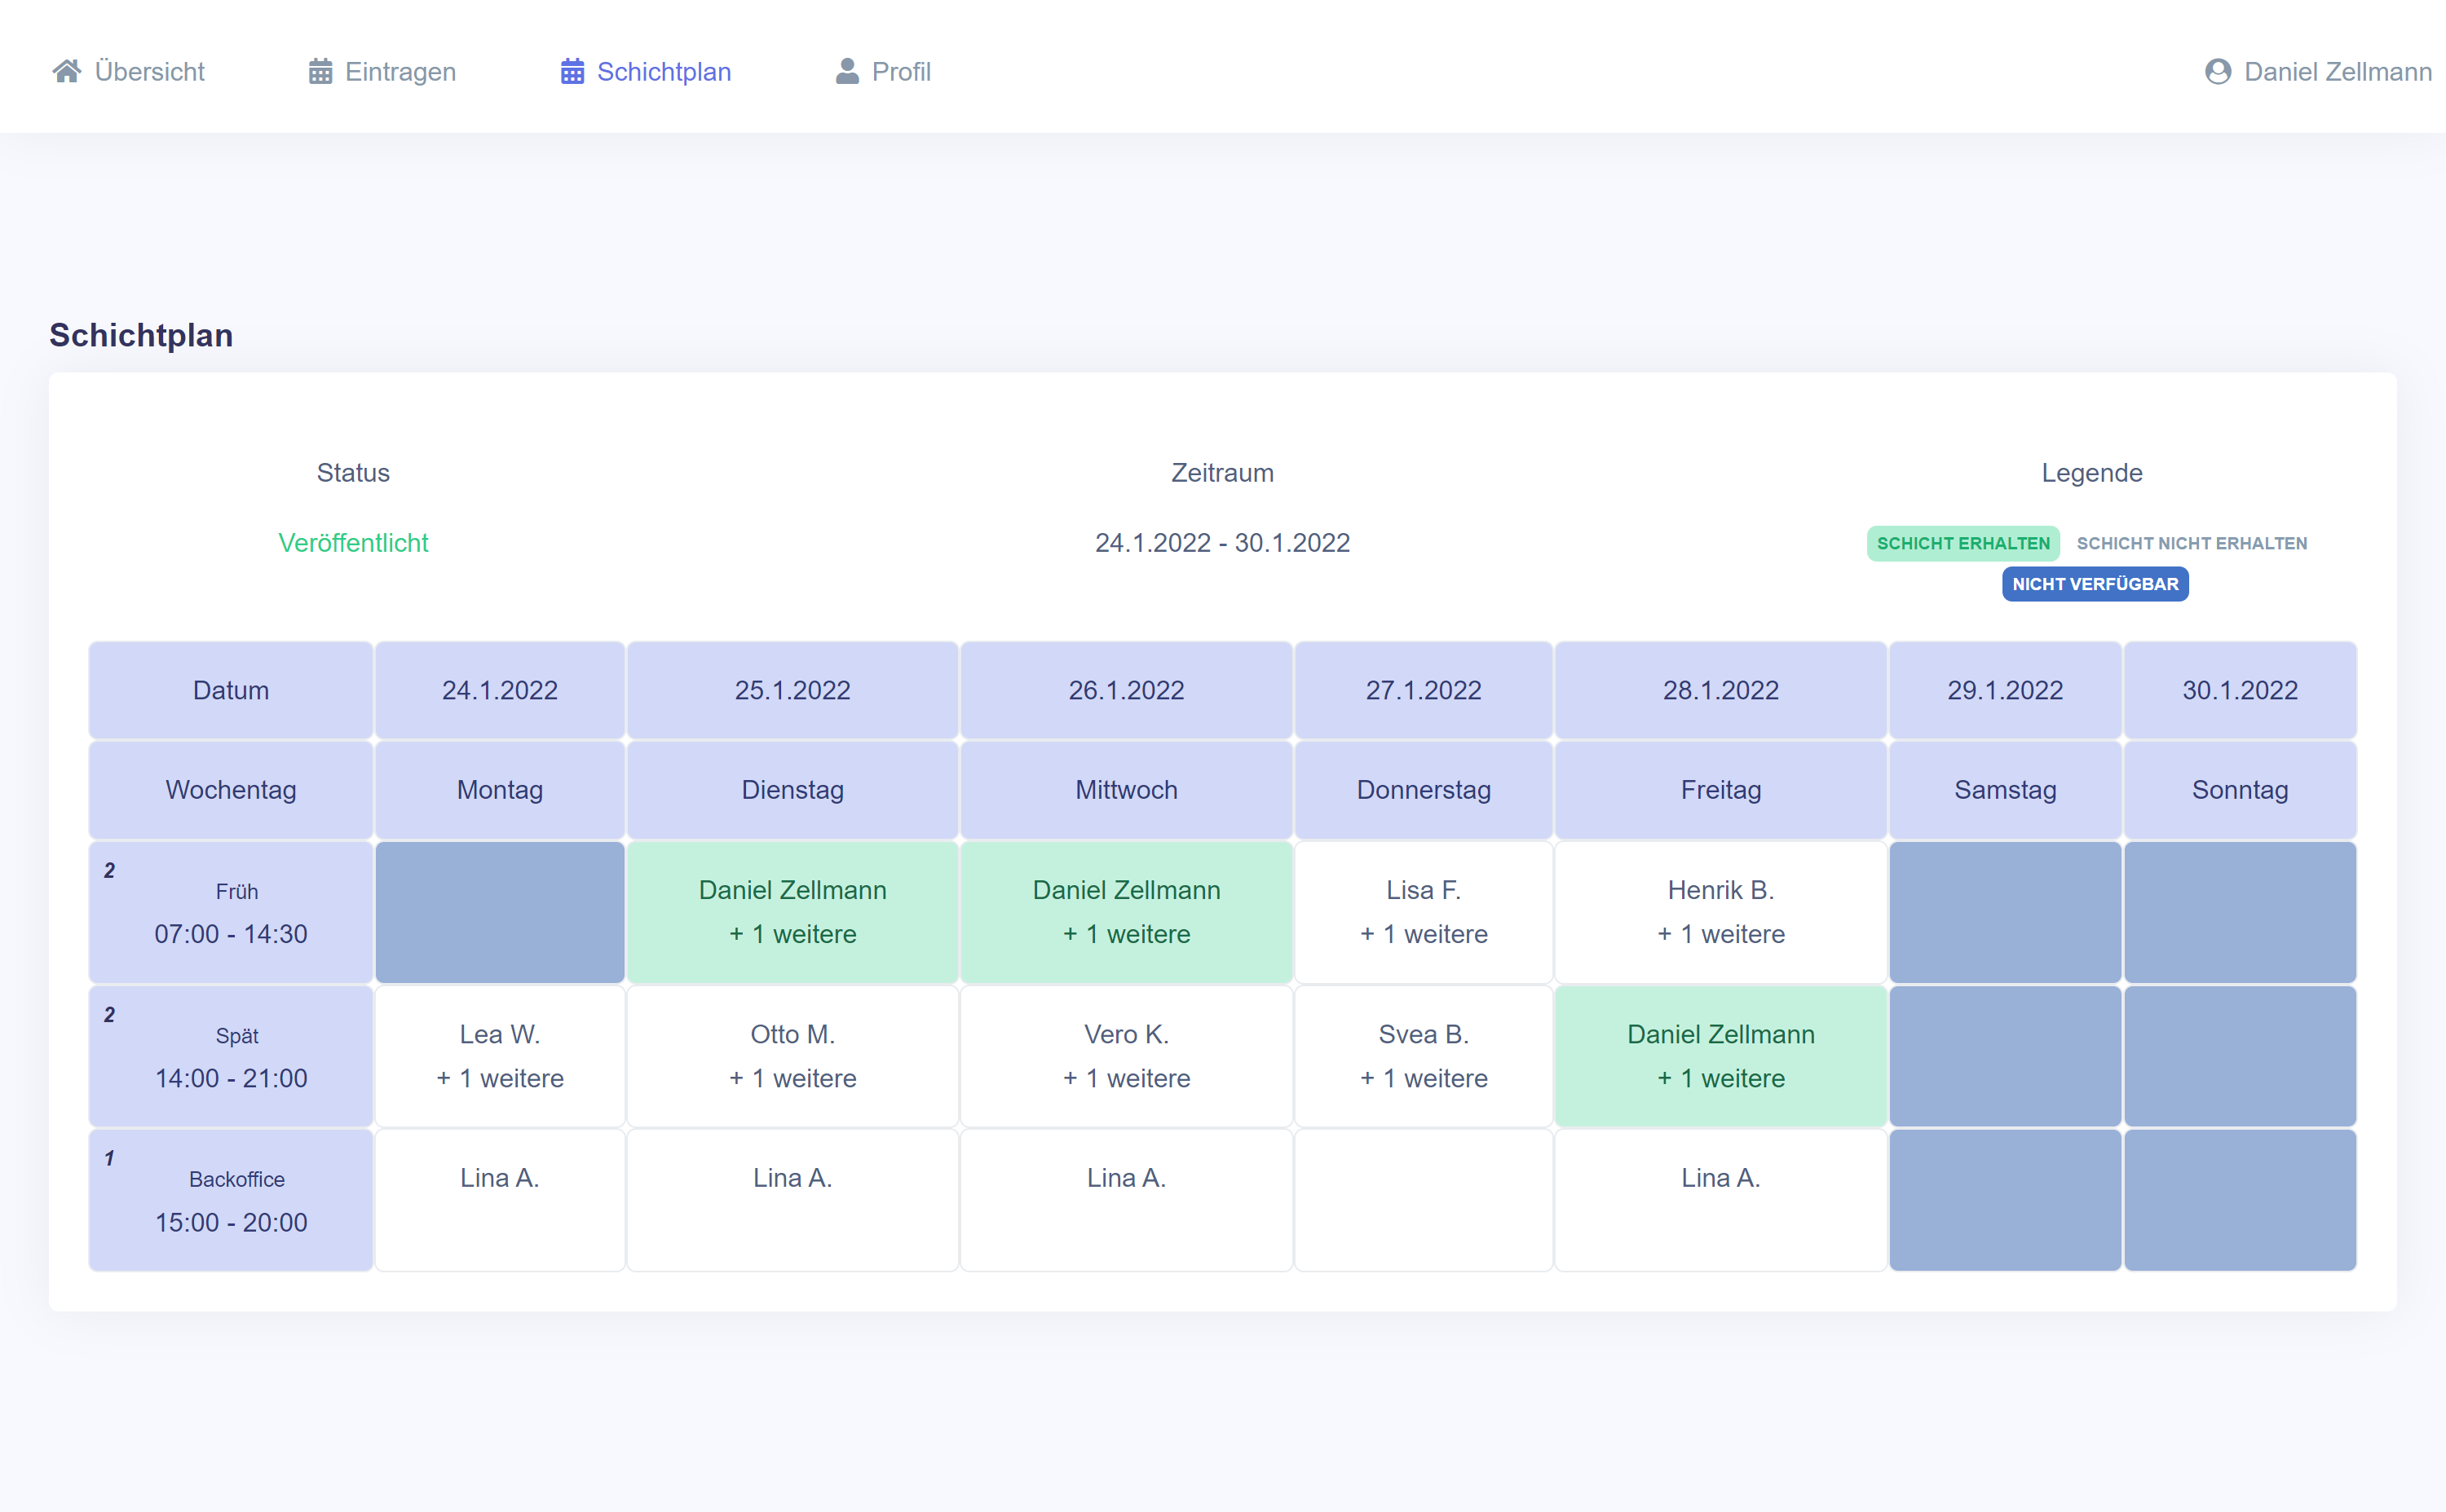 Übersicht Eintragen Schichtplan Profil Daniel Zellmann
Schichtplan
Status Zeitraum Legende
Veröffentlicht 24.1.2022 - 30.1.2022 SCHICHT ERHALTEN SCHICHT NICHT ERHALTEN
NICHT VERFÜGBAR
Datum 24.1.2022 25.1.2022 26.1.2022 27.1.2022 28.1.2022 29.1.2022 30.1.2022
Wochentag Montag Dienstag Mittwoch Donnerstag Freitag Samstag Sonntag
2
Früh Daniel Zellmann Daniel Zellmann Lisa F. Henrik B.
07:00 - 14:30 + 1 weitere + 1 weitere + 1 weitere + 1 weitere
2
Spät Lea W. Otto M. Vero K. Svea B. Daniel Zellmann
14:00 - 21:00 + 1 weitere + 1 weitere + 1 weitere + 1 weitere + 1 weitere
1
Backoffice Lina A. Lina A. Lina A. Lina A.
15:00 - 20:00